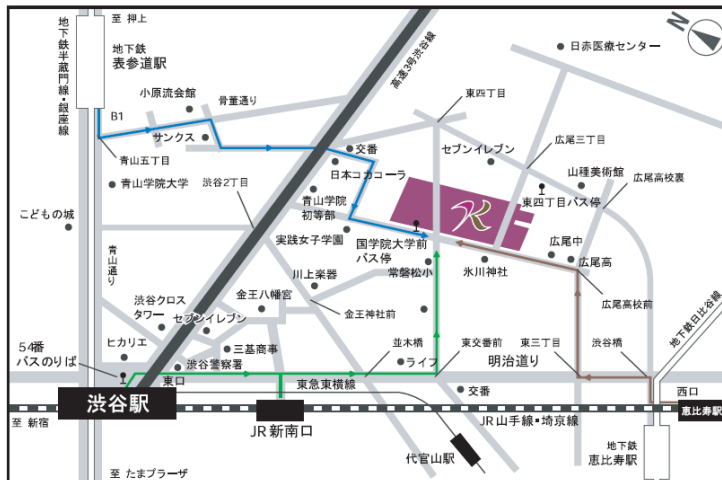 至 押上
地下鉄半蔵門線・銀座線
地下鉄
表参道駅
B1
小原流会館
骨董通り
高速3号渋谷線
日赤医療センター
N
サンクス
青山五丁目
青山学院大学
渋谷2丁目
交番
日本コカコーラ
東四丁目
セブンイレブン
広尾三丁目
山種美術館
広尾高校裏
東四丁目バス停
こどもの城
青山通り
青山学院
初等部
実践女子学園
国学院大学前
バス停
常磐松小
氷川神社
広尾中
広尾高
広尾高校前
川上楽器
金王八幡宮
金王神社前
渋谷クロス
タワー
セブンイレブン
ヒカリエ
三基商事
渋谷警察署
54番
バスのりば
東口
並木橋
ライフ
東交番前
東三丁目
明治道り
渋谷橋
地下鉄日比谷線
渋谷駅
東急東横線
交番
西口
恵比寿駅
至 新宿
JR新南口
JR山手線・埼京線
代官山駅
地下鉄
恵比寿駅
至 たまプラーザ